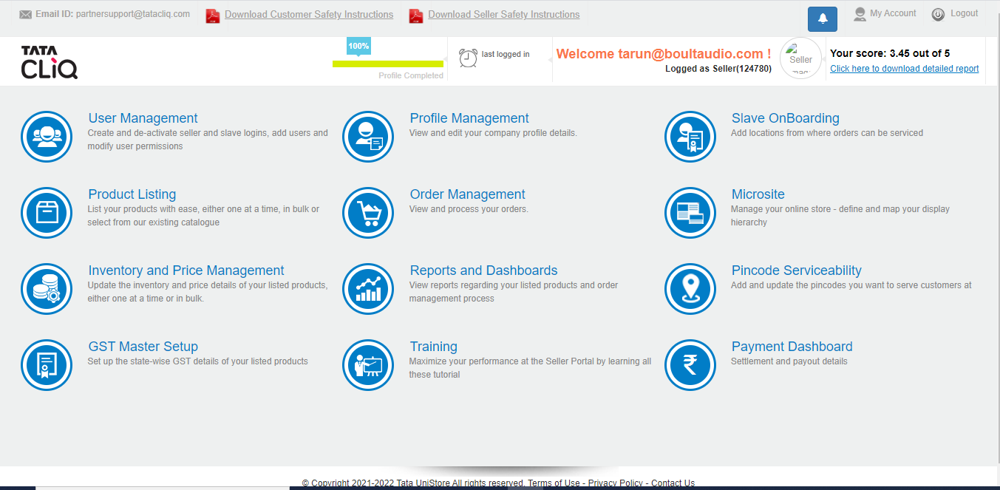 Email ID: partnersupport@tatacliq.com
Download Customer Safety Instructions
Download Seller Safety Instructions
My Account
Logout
TATA
CLiQ
100%
Profile Completed
last logged in
Welcome tarun@boultaudio.com !
Logged as Seller(124780)
Seller
Your score: 3.45 out of 5
Click here to download detailed report
User Management
Create and de-activate seller and slave logins, add users and
modify user permissions
Profile Management
View and edit your company profile details.
Slave OnBoarding
Add locations from where orders can be serviced
Product Listing
List your products with ease, either one at a time, in bulk or
select from our existing catalogue
Order Management
View and process your orders.
Microsite
Manage your online store - define and map your display
hierarchy
Inventory and Price Management
Update the inventory and price details of your listed products,
either one at a time or in bulk.
Reports and Dashboards
View reports regarding your listed products and order
management process
Pincode Serviceability
Add and update the pincodes you want to serve customers at
GST Master Setup
Set up the state-wise GST details of your listed products
Training
Maximize your performance at the Seller Portal by learning all
these tutorial
₹
Payment Dashboard
Settlement and payout details
© Copyright 2021-2022 Tata UniStore All rights reserved. Terms of Use - Privacy Policy - Contact Us